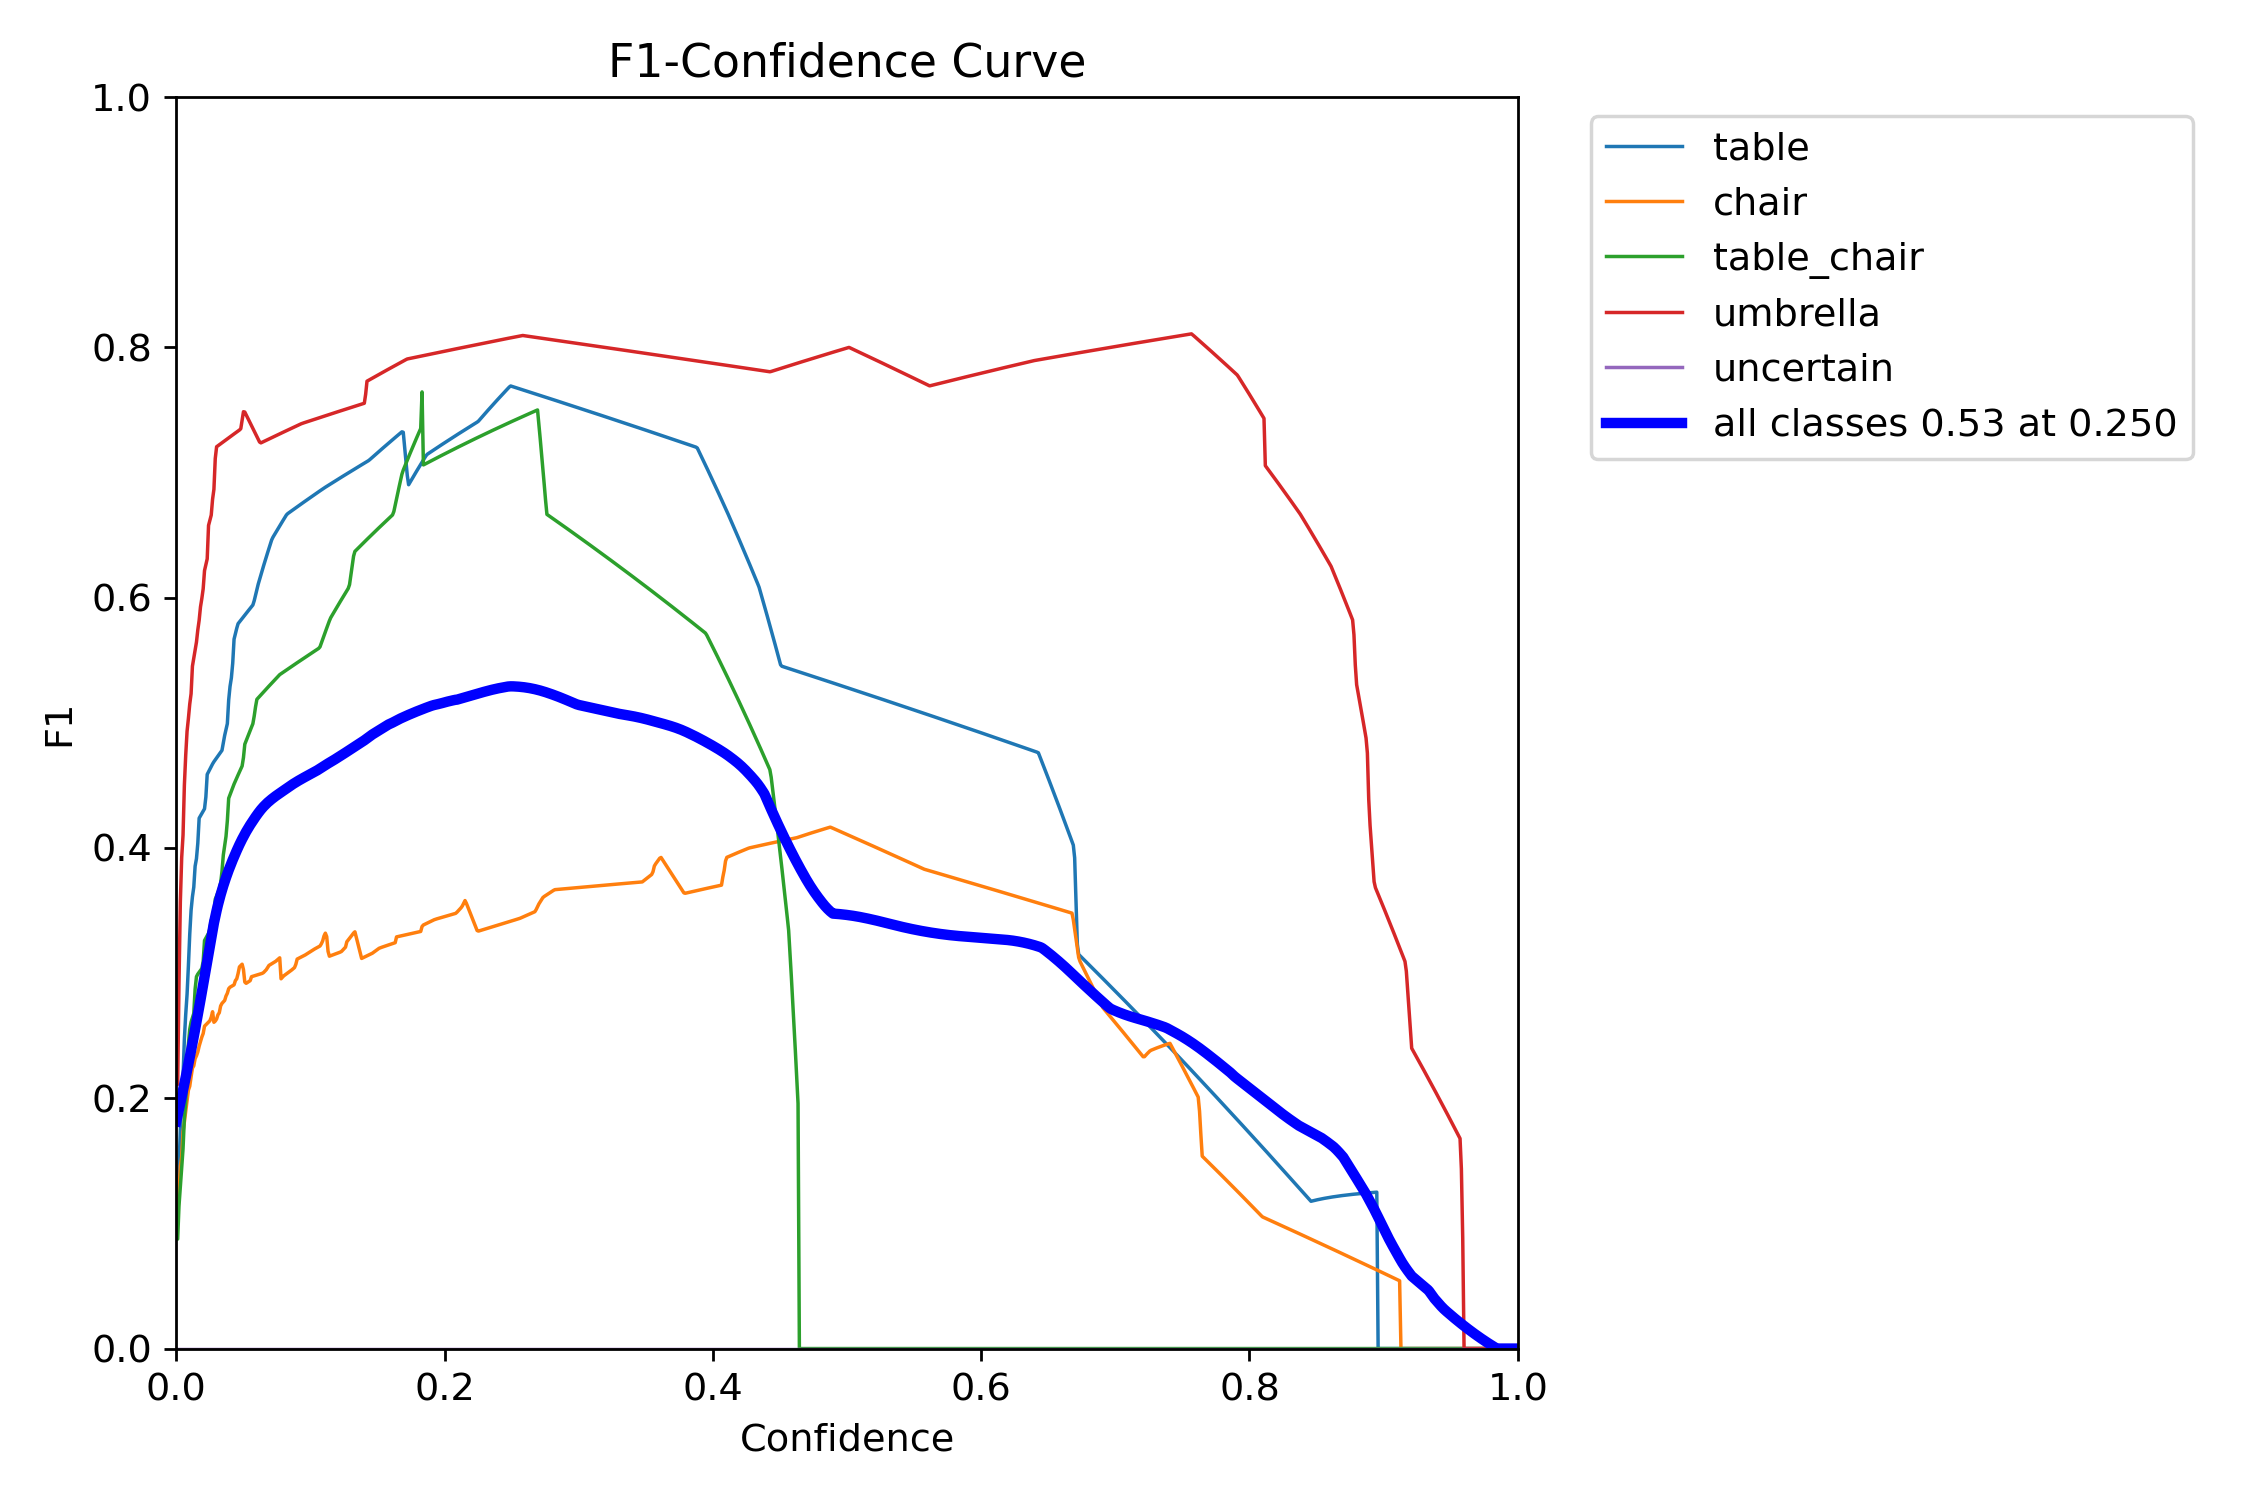 F1-Confidence Curve
1.0
0.8
0.6
0.4
0.2
0.0
F1
0.0 0.2 0.4 0.6 0.8 1.0
Confidence
table
chair
table_chair
umbrella
uncertain
all classes 0.53 at 0.250